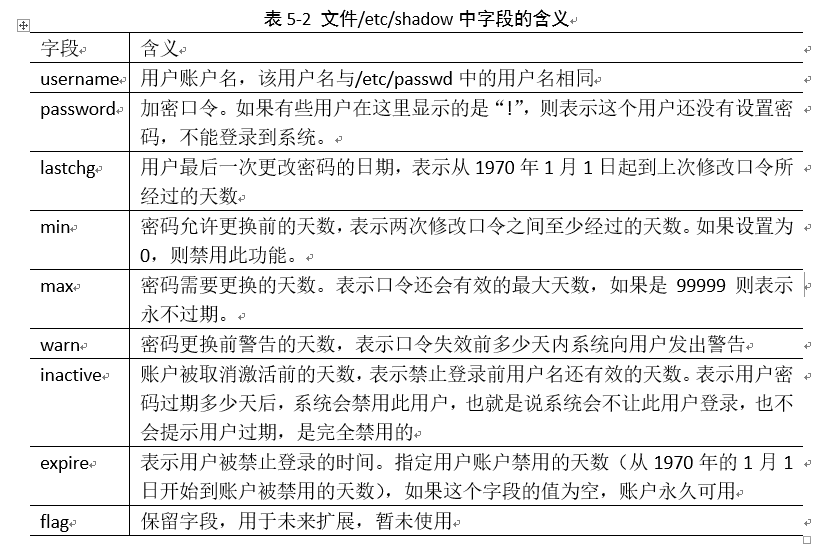 表 5-2 文件/etc/shadow 中字段的含义
字段 含义
username 用户账户名，该用户名与/etc/passwd 中的用户名相同
password 加密口令。如果有些用户在这里显示的是“!”，则表示这个用户还没有设置密
码，不能登录到系统。
lastchg 用户最后一次更改密码的日期，表示从 1970 年 1 月 1 日起到上次修改口令所
经过的天数
min 密码允许更换前的天数，表示两次修改口令之间至少经过的天数。如果设置为
0，则禁用此功能。
max 密码需要更换的天数。表示口令还会有效的最大天数，如果是 99999 则表示
永不过期。
warn 密码更换前警告的天数，表示口令失效前多少天内系统向用户发出警告
inactive 账户被取消激活前的天数，表示禁止登录前用户名还有效的天数。表示用户密
码过期多少天后，系统会禁用此用户，也就是说系统会不让此用户登录，也不
会提示用户过期，是完全禁用的
expire 表示用户被禁止登录的时间。指定用户账户禁用的天数（从 1970 年的 1 月 1
日开始到账户被禁用的天数），如果这个字段的值为空，账户永久可用
flag 保留字段，用于未来扩展，暂未使用